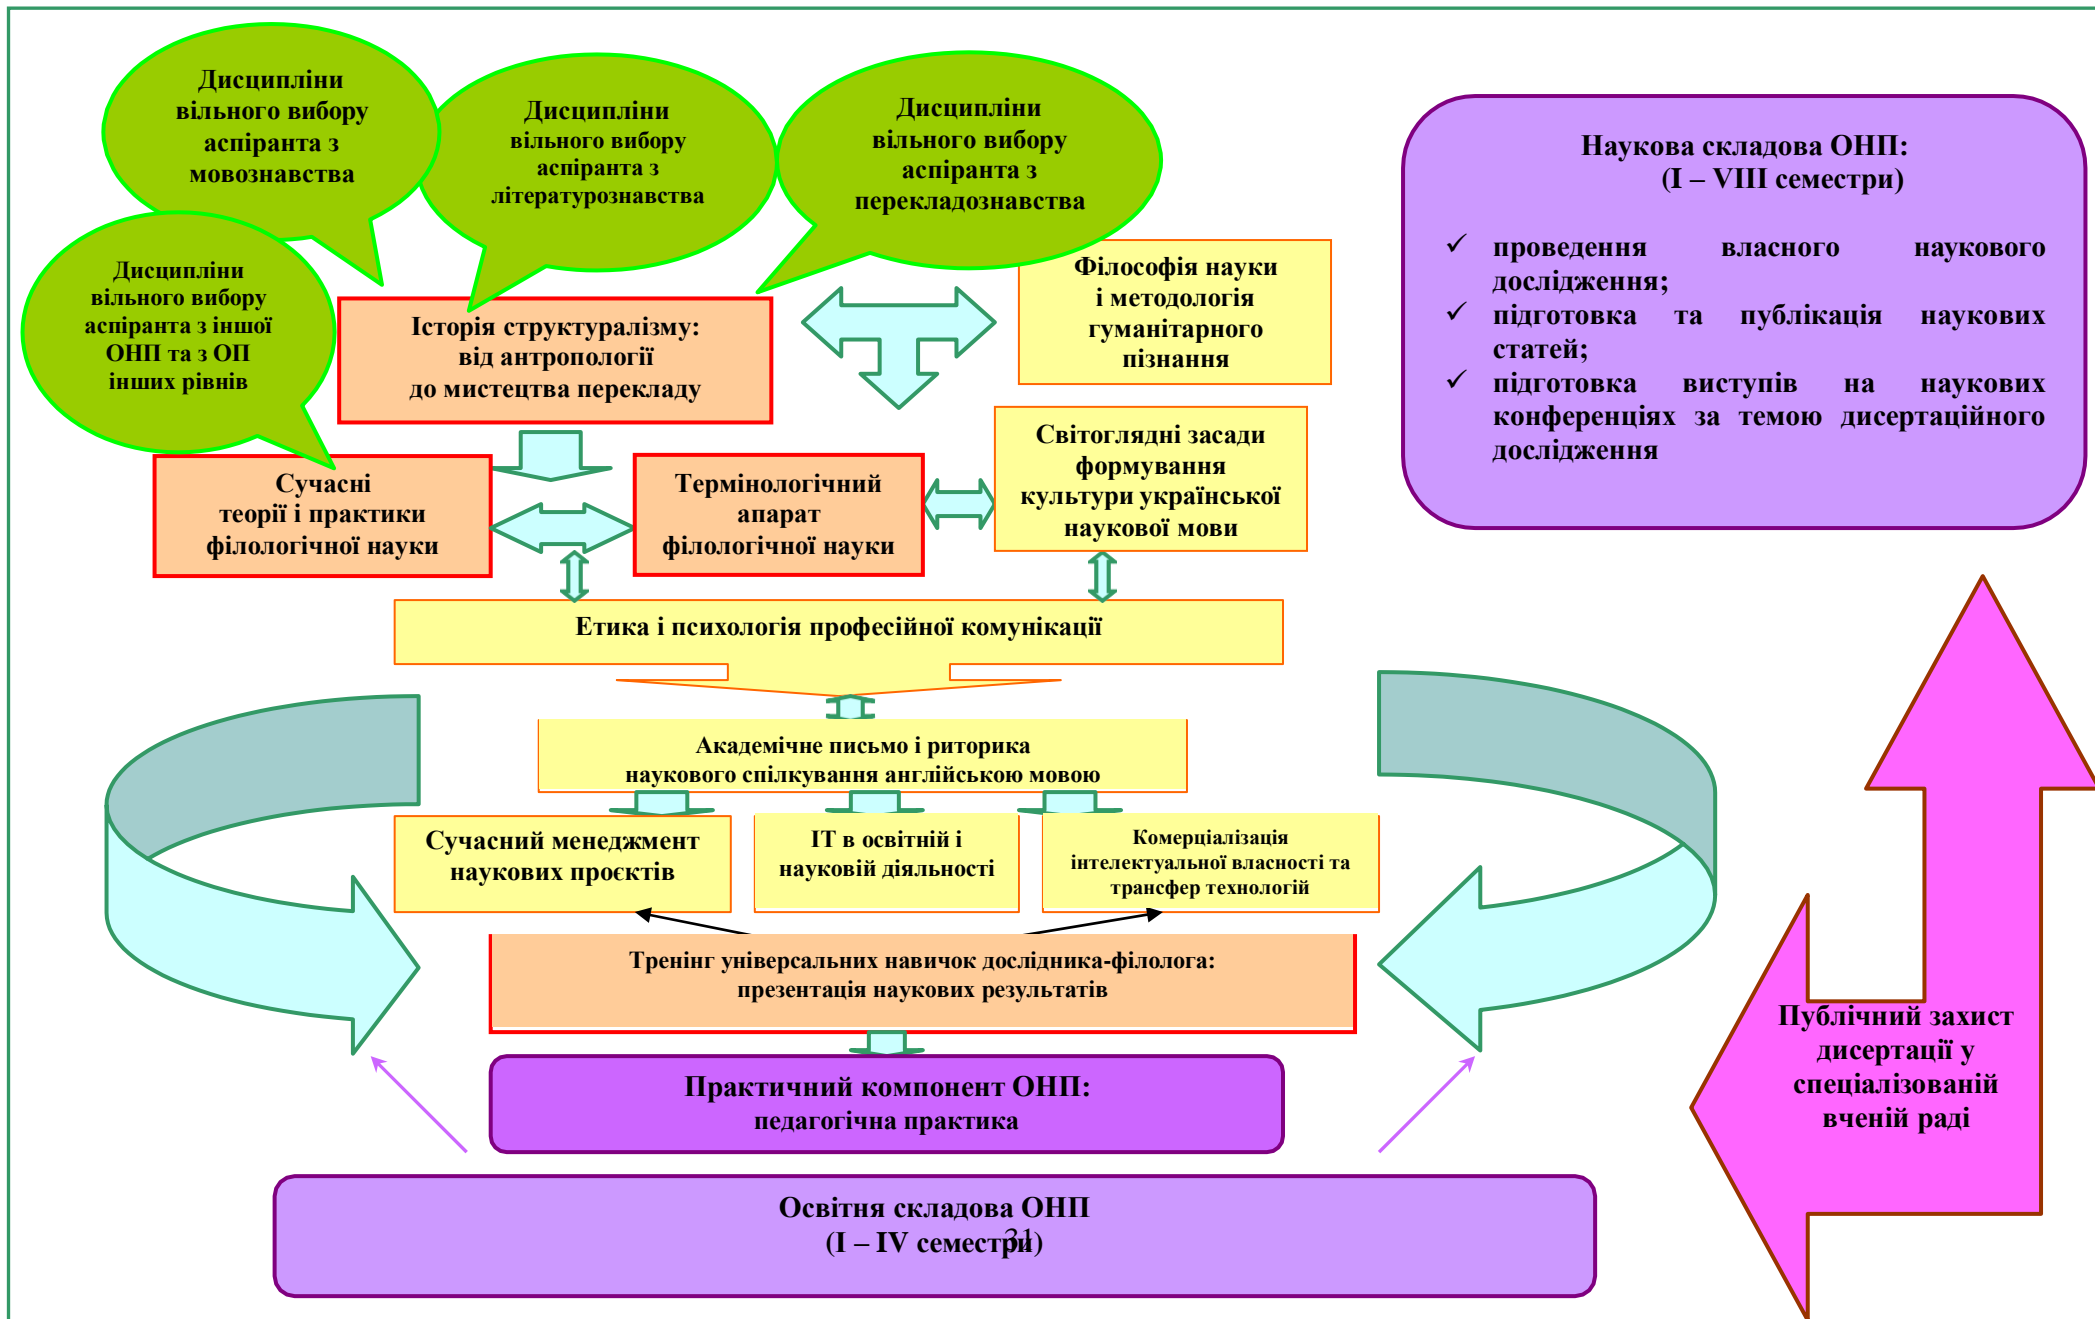 Дисципліни
вільного вибору
аспіранта з
мовознавства
Дисципліни
вільного вибору
аспіранта з
літературознавства
Дисципліни
вільного вибору
аспіранта з
перекладознавства
Дисципліни
вільного вибору
аспіранта з іншої
ОНП та з ОП
інших рівнів
Наукова складова ОНП:
(І – VІІІ семестри)
✓ проведення власного наукового
дослідження;
✓ підготовка та публікація наукових
статей;
✓ підготовка виступів на наукових
конференціях за темою дисертаційного
дослідження
Філософія науки
і методологія
гуманітарного
пізнання
Історія структуралізму:
від антропології
до мистецтва перекладу
Світоглядні засади
формування
культури української
наукової мови
Сучасні
теорії і практики
філологічної науки
Термінологічний
апарат
філологічної науки
Етика і психологія професійної комунікації
Академічне письмо і риторика
наукового спілкування англійською мовою
Сучасний менеджмент
наукових проєктів
ІТ в освітній і
науковій діяльності
Комерціалізація
інтелектуальної власності та
трансфер технологій
Тренінг універсальних навичок дослідника-філолога:
презентація наукових результатів
Публічний захист
дисертації у
спеціалізованій
вченій раді
Практичний компонент ОНП:
педагогічна практика
Освітня складова ОНП
(І – ІV семестри)
31